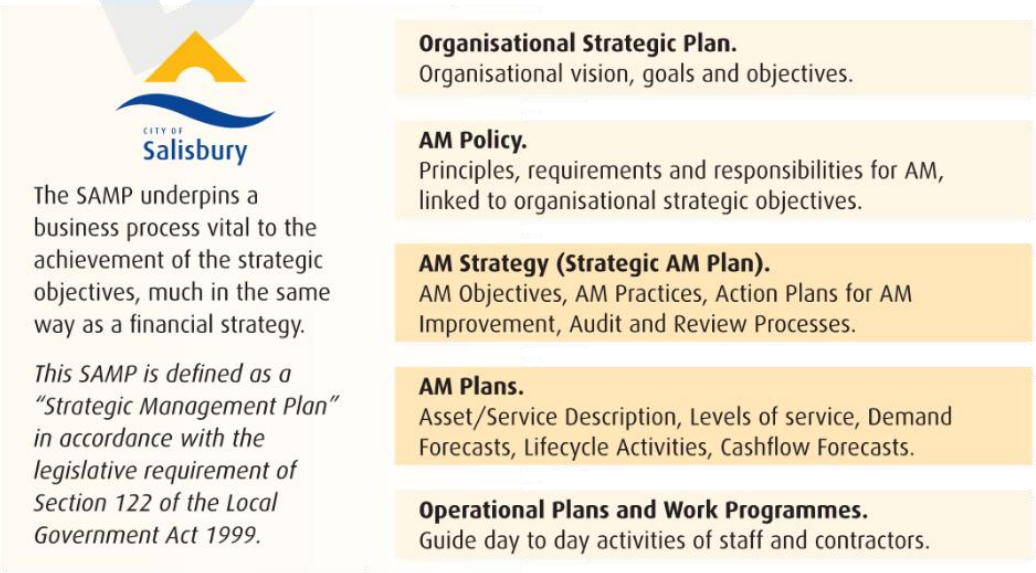 CITY OF
Salisbury
The SAMP underpins a
business process vital to the
achievement of the strategic
objectives, much in the same
way as a financial strategy.
This SAMP is defined as a
“Strategic Management Plan”
in accordance with the
legislative requirement of
Section 122 of the Local
Government Act 1999.
Organisational Strategic Plan.
Organisational vision, goals and objectives.
AM Policy.
Principles, requirements and responsibilities for AM,
linked to organisational strategic objectives.
AM Strategy (Strategic AM Plan).
AM Objectives, AM Practices, Action Plans for AM
Improvement, Audit and Review Processes.
AM Plans.
Asset/Service Description, Levels of service, Demand
Forecasts, Lifecycle Activities, Cashflow Forecasts.
Operational Plans and Work Programmes.
Guide day to day activities of staff and contractors.